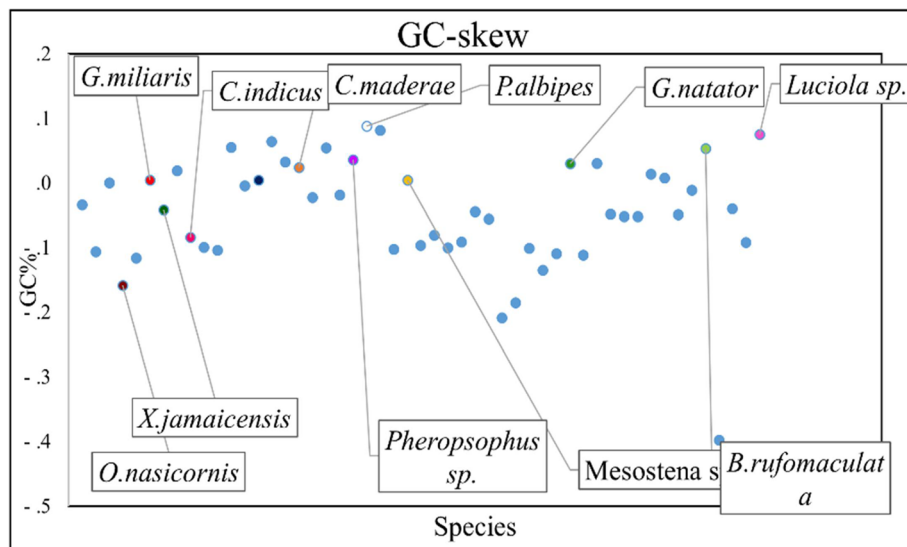 GC-skew
.2
.1
.0
- .1
- .2
- .3
- .4
- .5
'GC%'
G.miliaris
C.indicus
C.maderae
P.albipes
G.natator
Luciola sp.
X.jamaicensis
O.nasicornis
Pheropsophus
sp.
Mesostena s
B.rufomaculat
a
Species